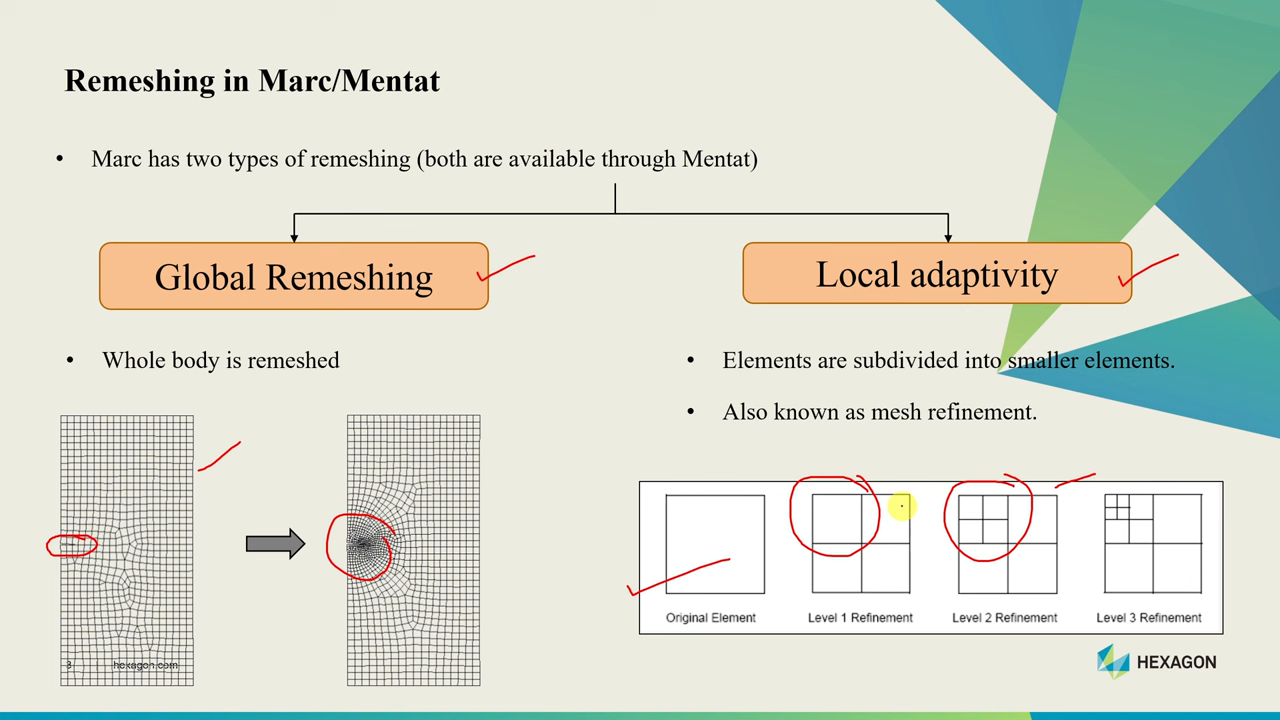 Remeshing in Marc/Mentat
• Marc has two types of remeshing (both are available through Mentat)
Global Remeshing
Local adaptivity
• Whole body is remeshed
• Elements are subdivided into smaller elements.
• Also known as mesh refinement.
Original Element
Level 1 Refinement
Level 2 Refinement
Level 3 Refinement
3 | hexagon.com
HEXAGON